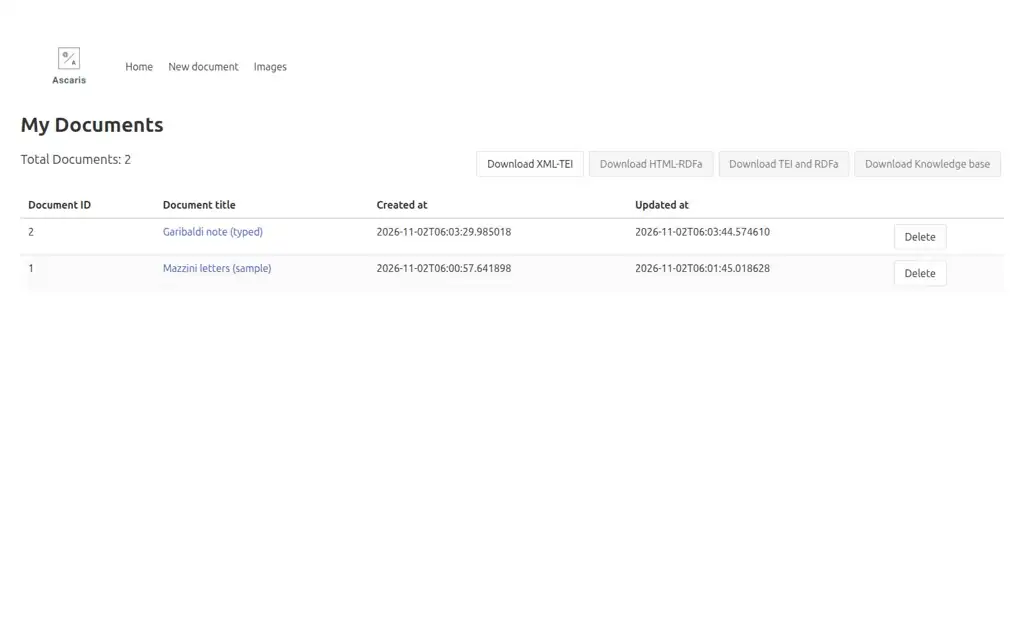 Ascaris
Home New document Images
My Documents
Total Documents: 2
Download XML-TEI Download HTML-RDFa Download TEI and RDFa Download Knowledge base
Document ID Document title Created at Updated at
2 Garibaldi note (typed) 2026-11-02T06:03:29.985018 2026-11-02T06:03:44.574610 Delete
1 Mazzini letters (sample) 2026-11-02T06:00:57.641898 2026-11-02T06:01:45.018628 Delete